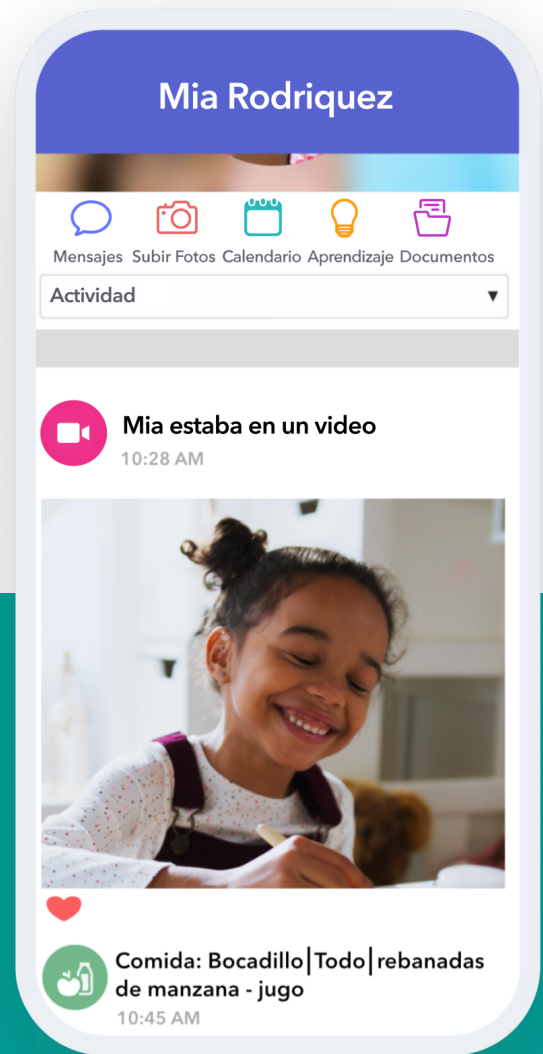 Mia Rodriquez
Mensajes Subir Fotos Calendario Aprendizaje Documentos
Actividad
Mia estaba en un video
10:28 AM
Comida: Bocadillo|Todo|rebanadas
de manzana - jugo
10:45 AM